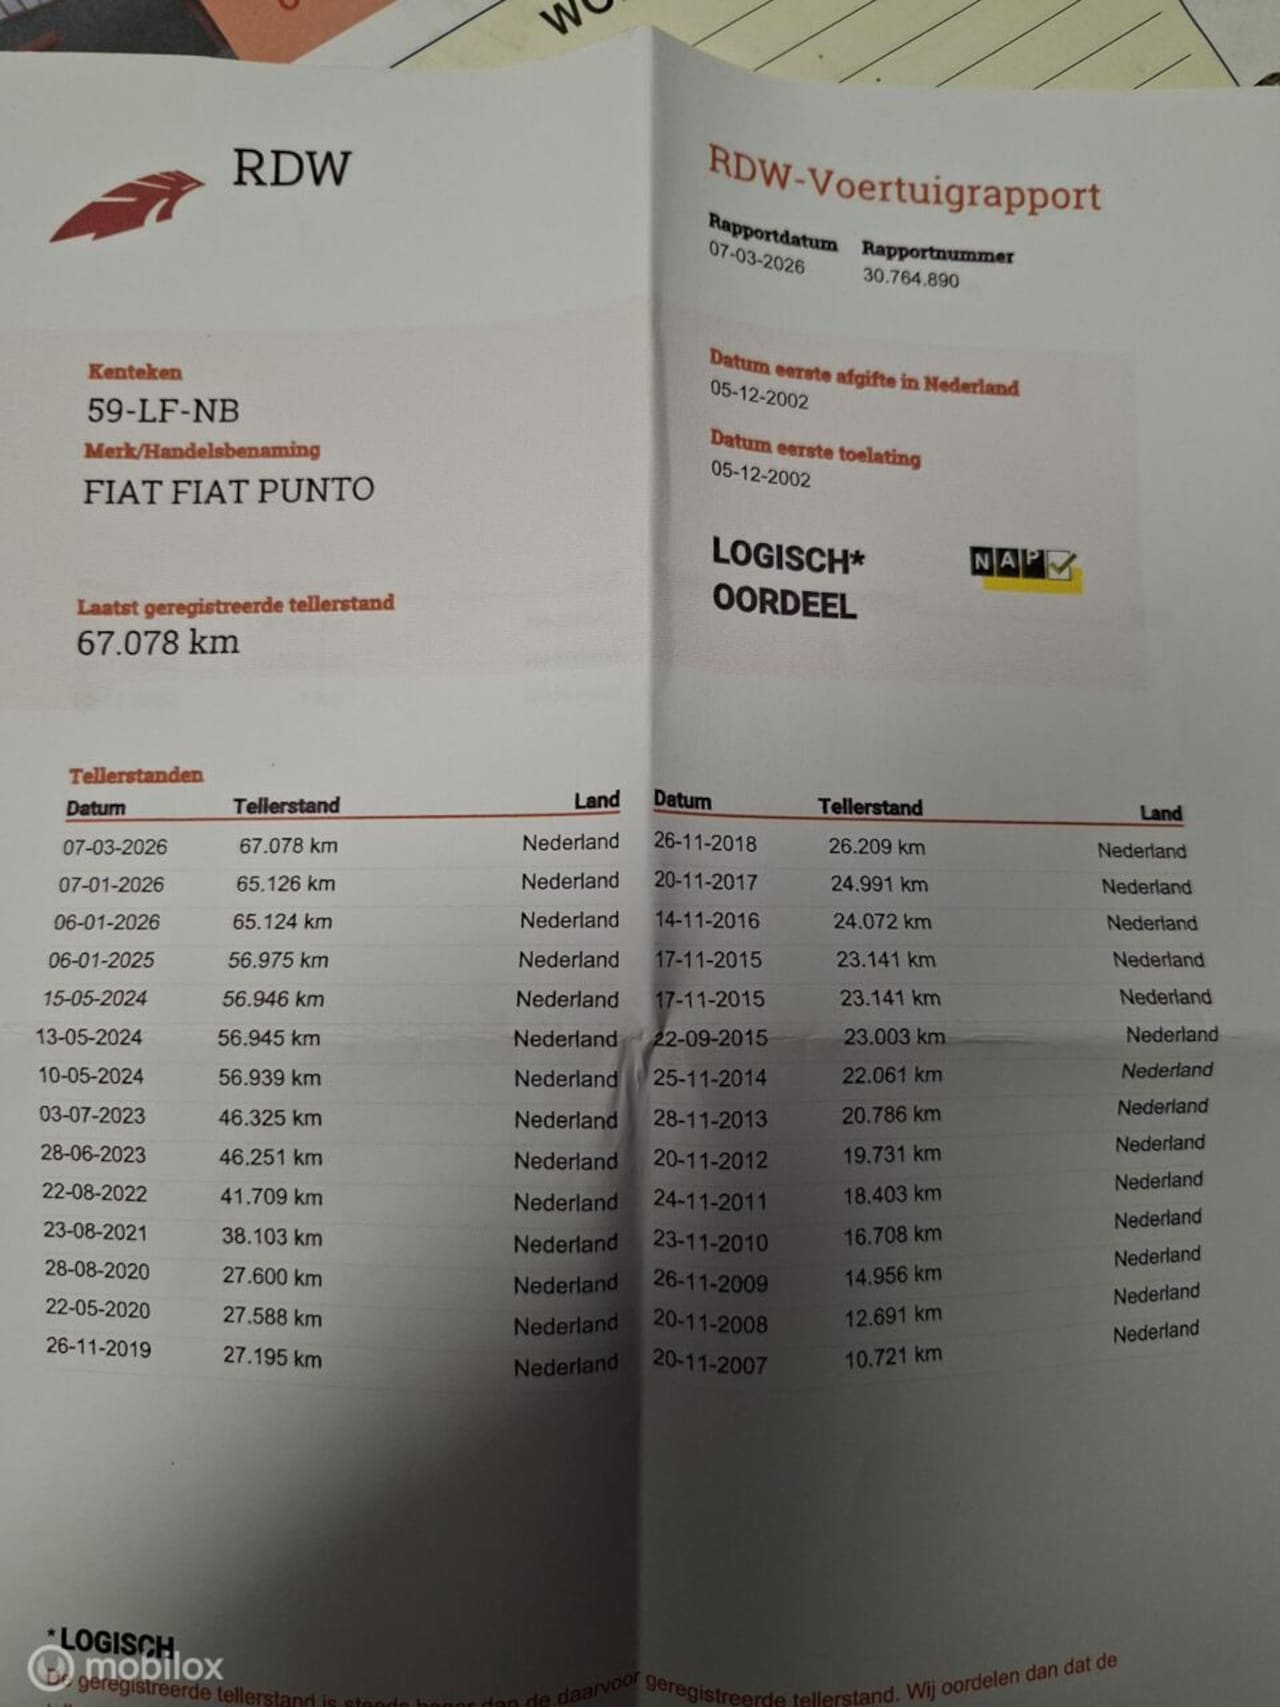 WO
RDW
RDW-Voertuigrapport
Rapportdatum Rapportnummer
07-03-2026 30.764.890
Kenteken
59-LF-NB
Merk/Handelsbenaming
FIAT FIAT PUNTO
Laatst geregistreerde tellerstand
67.078 km
Datum eerste afgifte in Nederland
05-12-2002
Datum eerste toelating
05-12-2002
LOGISCH*
OORDEEL
NAP
Tellerstanden
Datum Tellerstand Land
07-03-2026 67.078 km Nederland
07-01-2026 65.126 km Nederland
06-01-2026 65.124 km Nederland
06-01-2025 56.975 km Nederland
15-05-2024 56.946 km Nederland
13-05-2024 56.945 km Nederland
10-05-2024 56.939 km Nederland
03-07-2023 46.325 km Nederland
28-06-2023 46.251 km Nederland
22-08-2022 41.709 km Nederland
23-08-2021 38.103 km Nederland
28-08-2020 27.600 km Nederland
22-05-2020 27.588 km Nederland
26-11-2019 27.195 km Nederland
Datum Tellerstand Land
26-11-2018 26.209 km Nederland
20-11-2017 24.991 km Nederland
14-11-2016 24.072 km Nederland
17-11-2015 23.141 km Nederland
17-11-2015 23.141 km Nederland
22-09-2015 23.003 km Nederland
25-11-2014 22.061 km Nederland
28-11-2013 20.786 km Nederland
20-11-2012 19.731 km Nederland
24-11-2011 18.403 km Nederland
23-11-2010 16.708 km Nederland
26-11-2009 14.956 km Nederland
20-11-2008 12.691 km Nederland
20-11-2007 10.721 km Nederland
*LOGISCH
De geregistreerde tellerstand is steeds hoger dan de daarvoor geregistreerde tellerstand. Wij oordelen dan dat de
mobilox